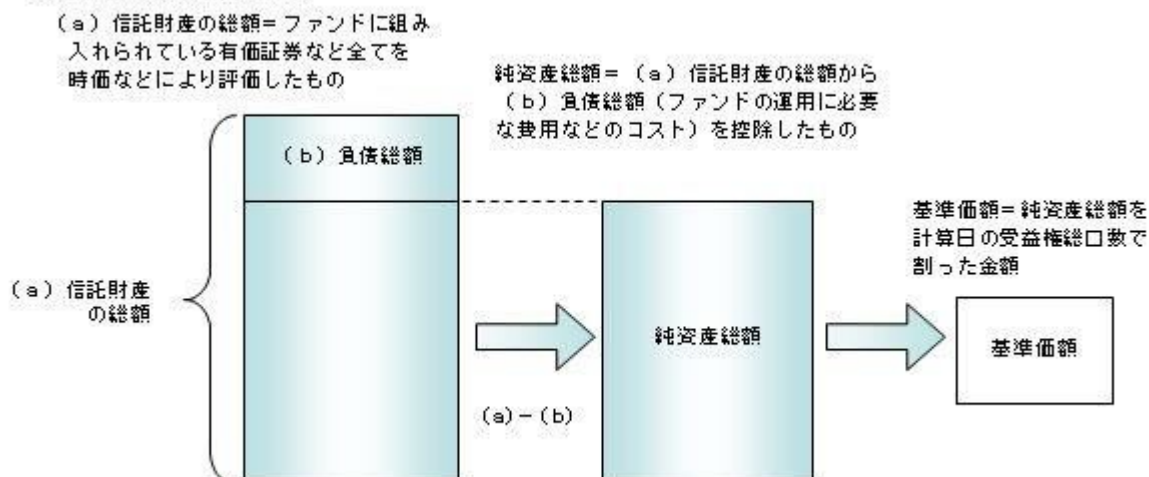 (a)信託財産の総額=ファンドに組み
入れられている有価証券など全てを
時価などにより評価したもの
純資産総額=(a)信託財産の総額から
(b)負債総額(ファンドの運用に必要
な費用などのコスト)を控除したもの
(b)負債総額
基準価額=純資産総額を
計算日の受益権総口数で
割った金額
(a)信託財産
の総額
純資産総額
基準価額
(a)-(b)